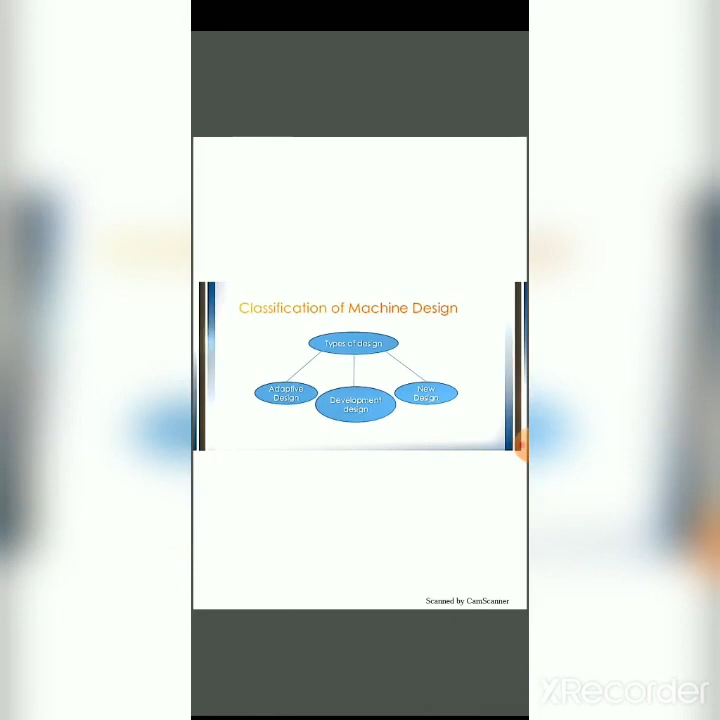 Classification of Machine Design
Types of design
Adaptive
Design
Development
design
New
Design
Scanned by CamScanner
XRecorder